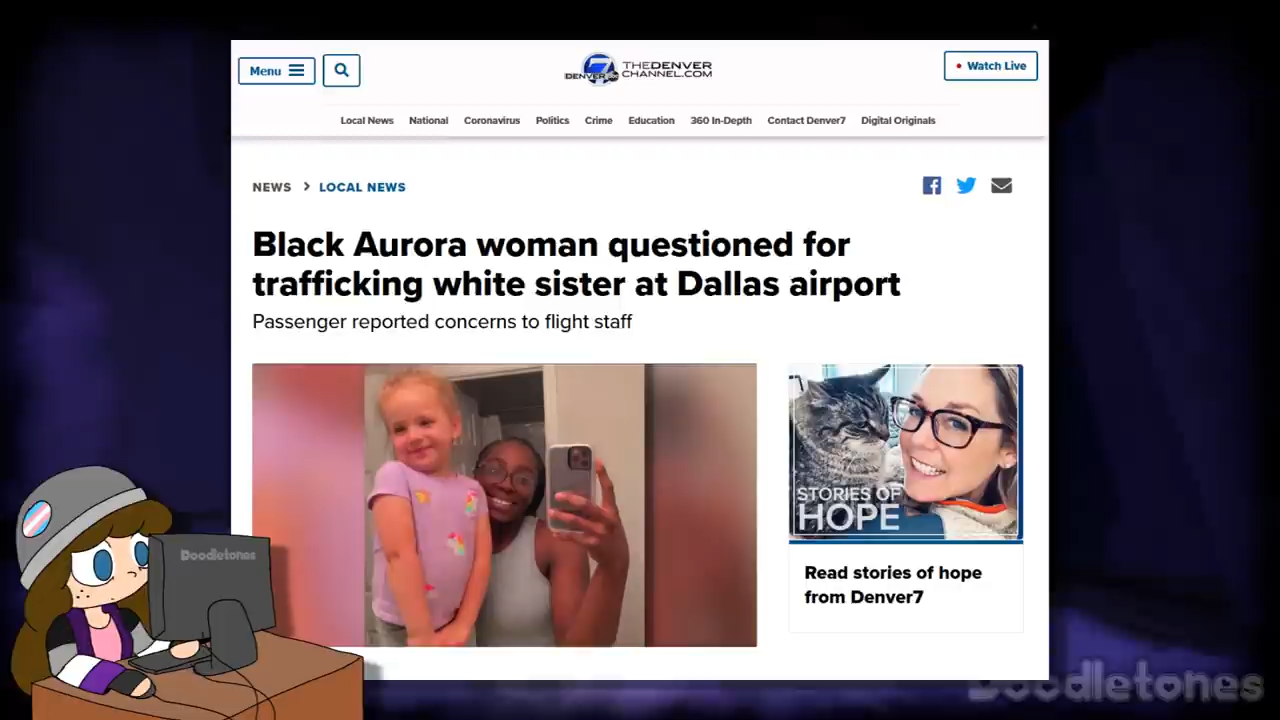 Menu
DENVER 7
THEDENVER
CHANNEL.COM
Watch Live
Local News National Coronavirus Politics Crime Education 360 In-Depth Contact Denver7 Digital Originals
NEWS > LOCAL NEWS
Black Aurora woman questioned for
trafficking white sister at Dallas airport
Passenger reported concerns to flight staff
STORIES OF
HOPE
Read stories of hope
from Denver7
Doodletones
Doodletones